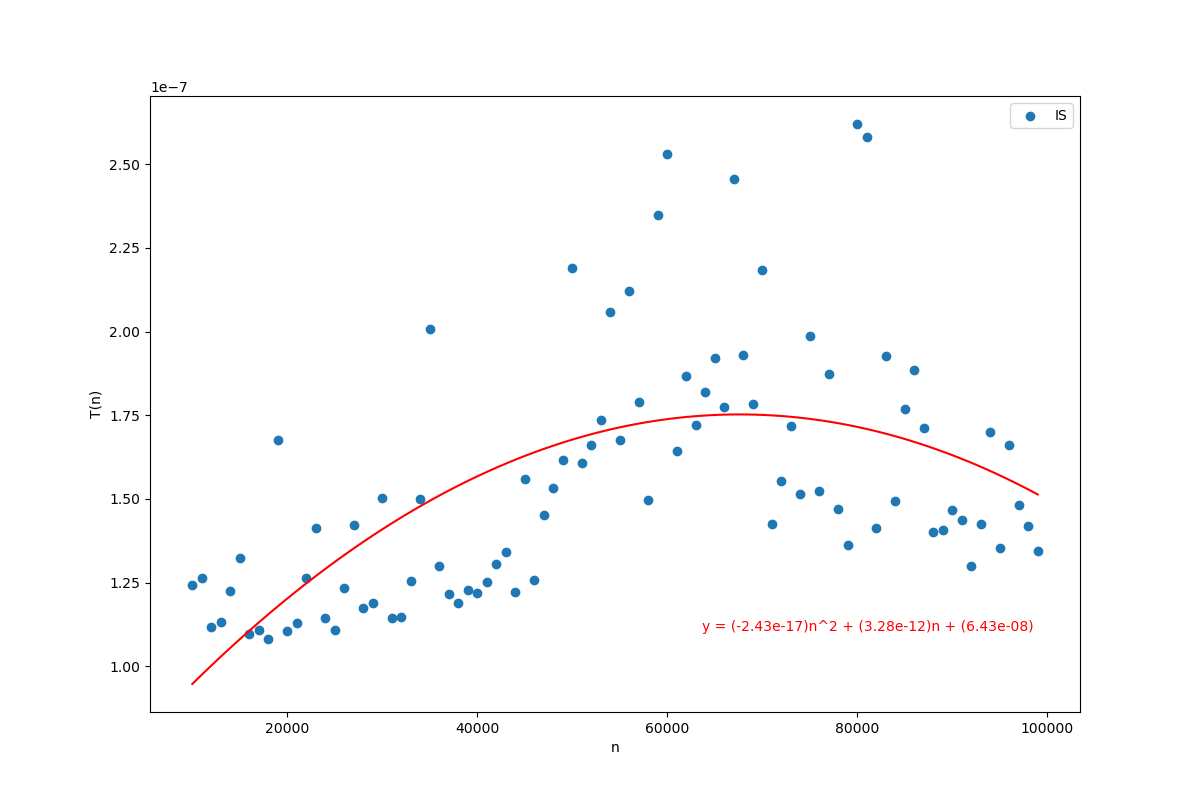 1e−7
IS
2.50
2.25
2.00
T(n)
1.75
1.50
1.25
y = (-2.43e-17)n^2 + (3.28e-12)n + (6.43e-08)
1.00
20000 40000 60000 80000 100000
n